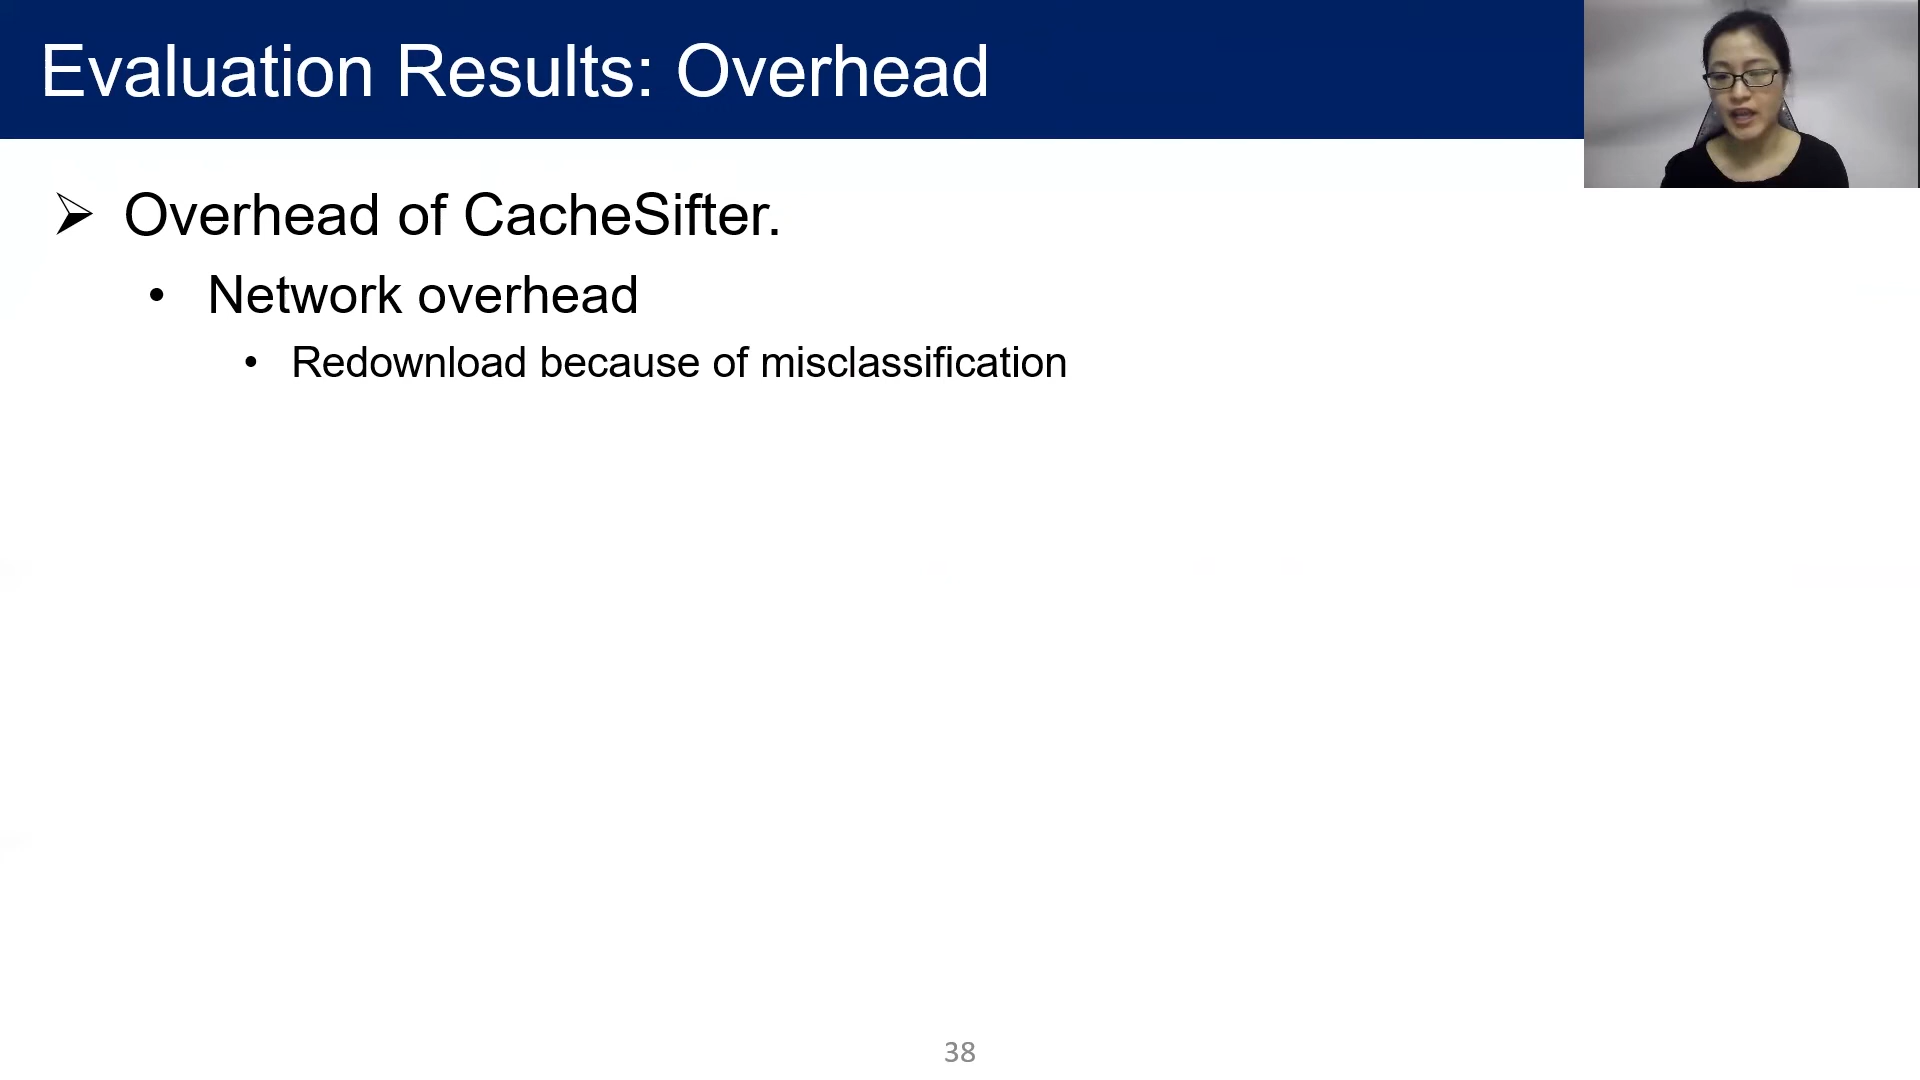 Evaluation Results: Overhead
➢ Overhead of CacheSifter.
• Network overhead
• Redownload because of misclassification
38